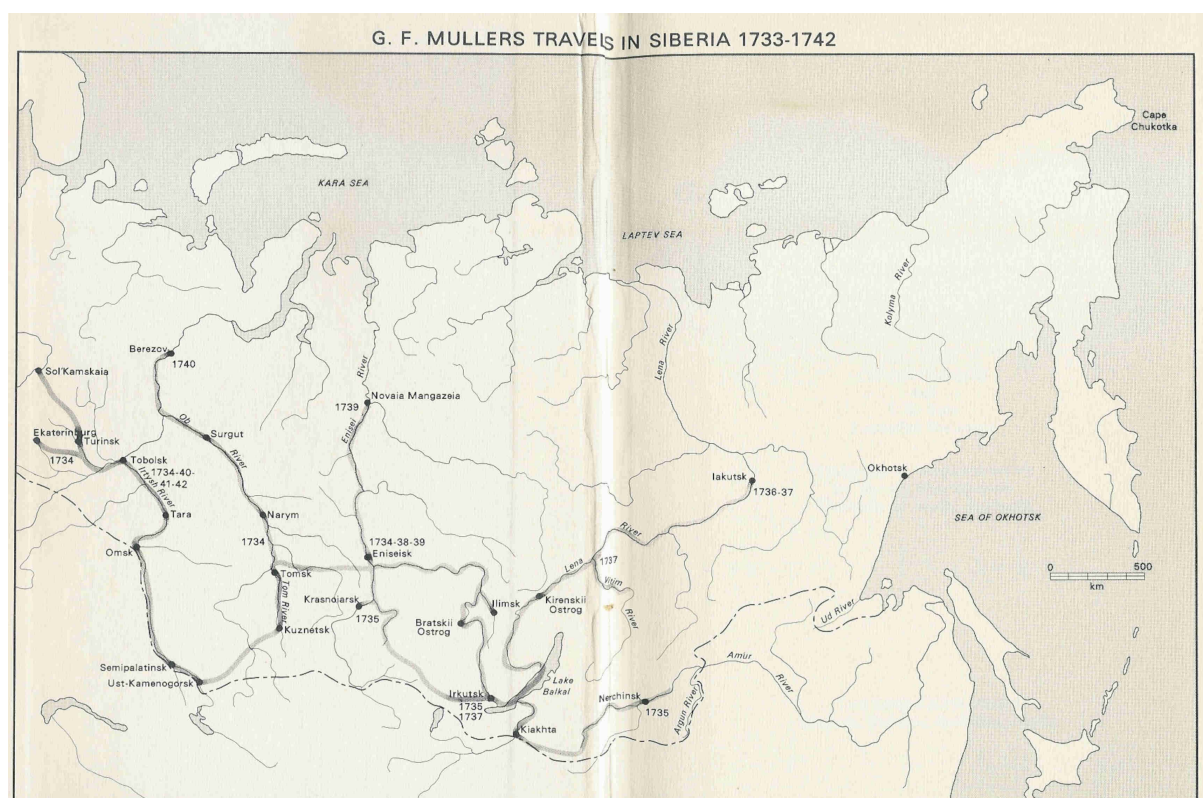 G. F. MULLERS TRAVELS IN SIBERIA 1733-1742
Cape
Chukotka
KARA SEA
LAPTEV SEA
Kolyma River
Lena River
Berezov
1740
Sol'Kamskaia
Enisei River
Novaia Mangazeia
1739
Ekaterinburg
Turinsk
1734
Ob River
Surgut
Tobolsk
1734-40-
41-42
Irtysh River
Tara
Narym
1734
Omsk
Iakutsk
1736-37
Okhotsk
SEA OF OKHOTSK
0 500
km
1734-38-39
Eniseisk
Tomsk
Tom River
Krasnojarsk
1735
Kuznetsk
Ilimsk
Bratskii
Ostrog
Lena River
1737
Vitim River
Kirenskii
Ostrog
Ud River
Semipalatinsk
Ust-Kamenogorsk
Irkutsk
1735
1737
Lake
Baikal
Kiakhta
Nerchinsk
1735
Argun River
Amur River